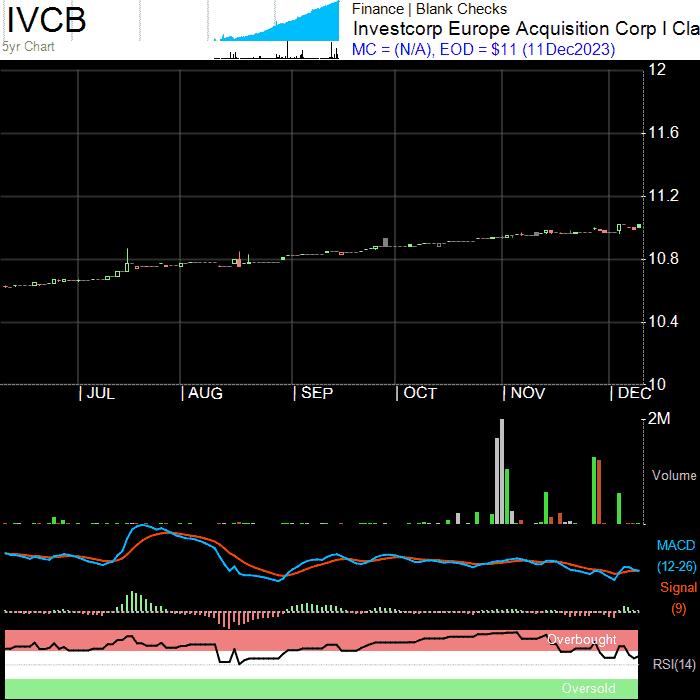 IVCB
5yr Chart
Finance | Blank Checks
Investcorp Europe Acquisition Corp I Cla
MC = (N/A), EOD = $11 (11Dec2023)
12
11.6
11.2
10.8
10.4
10
| JUL | AUG | SEP | OCT | NOV | DEC
2M
Volume
MACD
(12-26)
Signal
(9)
Overbought
RSI(14)
Oversold